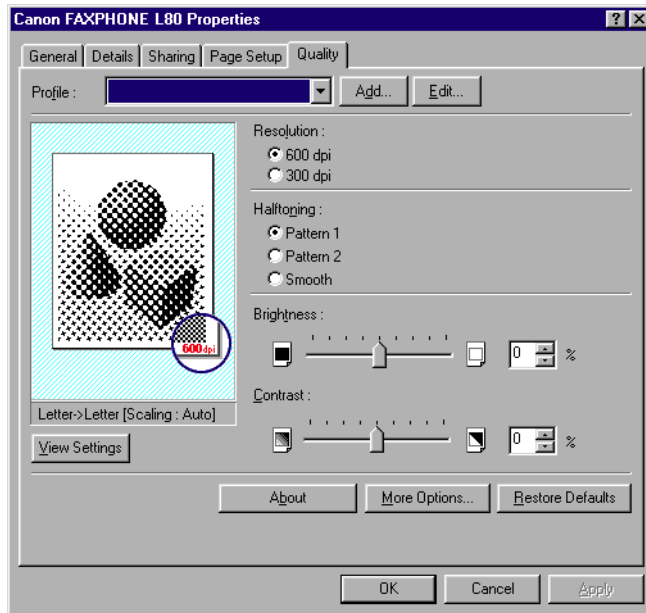 Canon FAXPHONE L80 Properties
General Details Sharing Page Setup Quality
Profile :
Add... Edit...
Resolution :
600 dpi
300 dpi
Halftoning :
Pattern 1
Pattern 2
Smooth
600dpi
Brightness :
0 %
Letter->Letter [Scaling : Auto]
Contrast :
0 %
View Settings
About More Options... Restore Defaults
OK Cancel Apply